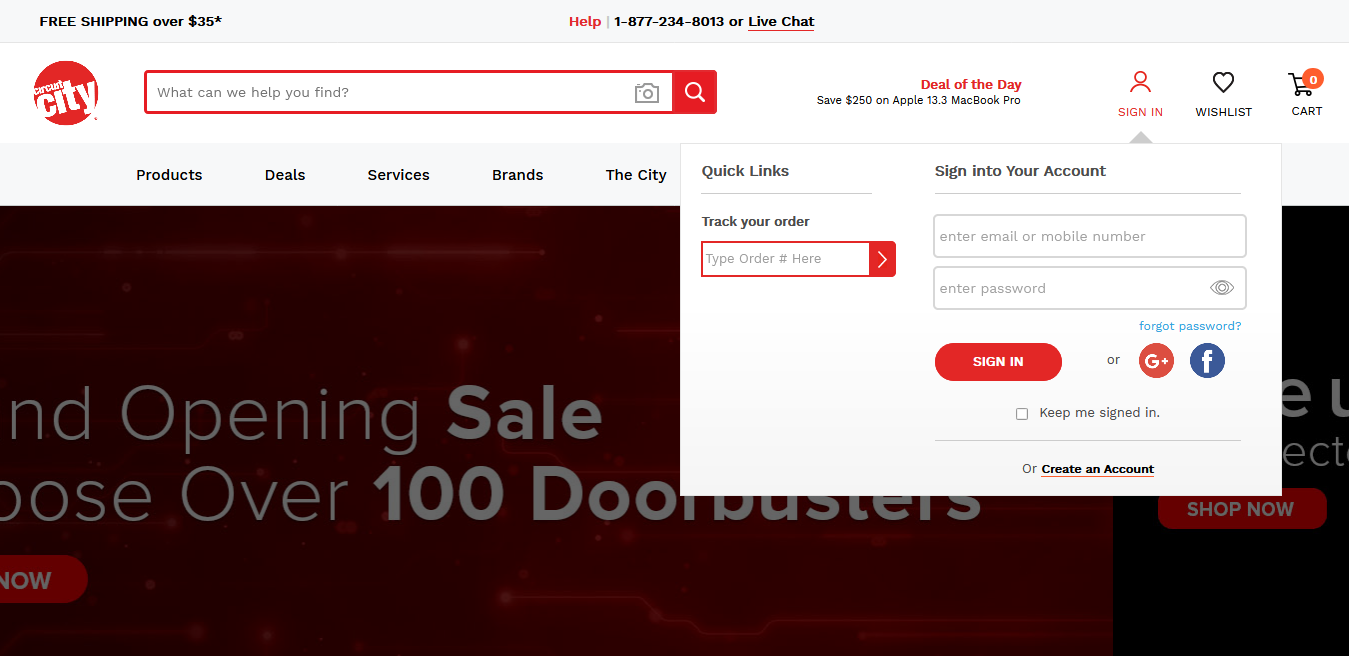 FREE SHIPPING over $35*
Help | 1-877-234-8013 or Live Chat
circuit
city
What can we help you find?
Deal of the Day
Save $250 on Apple 13.3 MacBook Pro
SIGN IN
WISHLIST
0
CART
Products
Deals
Services
Brands
The City
Quick Links
Track your order
Type Order # Here
Sign into Your Account
enter email or mobile number
enter password
forgot password?
SIGN IN
or
G+
f
Keep me signed in.
Or Create an Account
nd Opening Sale
oose Over 100 Doorbusters
NOW
SHOP NOW